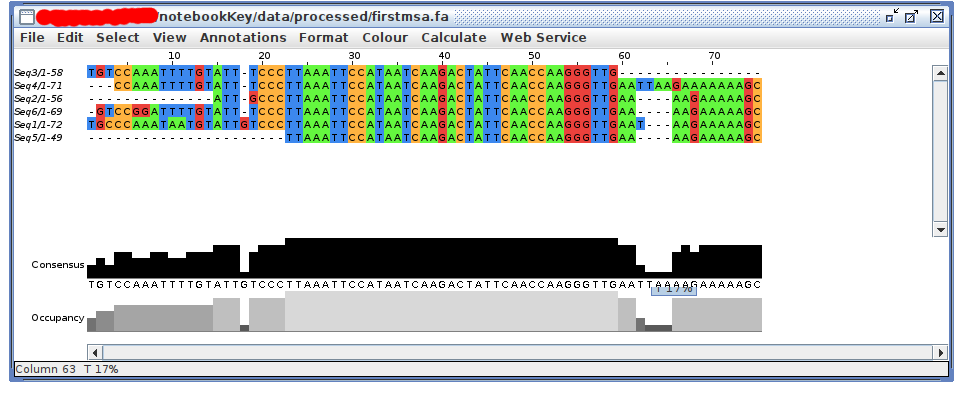 /notebookKey/data/processed/firstmsa.fa
File Edit Select View Annotations Format Colour Calculate Web Service
10 20 30 40 50 60 70
Seq3/1-58 TGTCCAAATTTTGTATT-TCCCTTAAATTCCATAATCAAGACTATTCAACCAAGGGTTG----------------
Seq4/1-71 ---CCAAATTTTGTATT-TCCCTTAAATTCCATAATCAAGACTATTCAACCAAGGGTTGAATTAAGAAAAAAAGC
Seq2/1-56 --------------ATT-GCCCTTAAATTCCATAATCAAGACTATTCAACCAAGGGTTGAA----AAGAAAAAGC
Seq6/1-69 -GTCCGGATTTTGTATT-TCCCTTAAATTCCATAATCAAGACTATTCAACCAAGGGTTGAA----AAGAAAAAGC
Seq1/1-72 TGCCCAAATAATGTATTGTCCCTTAAATTCCATAATCAAGACTATTCAACCAAGGGTTGAAT---AAGAAAAAGC
Seq5/1-49 ----------------------TTAAATTCCATAATCAAGACTATTCAACCAAGGGTTGAA----AAGAAAAAGC
Consensus
TGTCCAAATTTTGTATTGTCCCTTAAATTCCATAATCAAGACTATTCAACCAAGGGTTGAATTAAAAGAAAAAGC
T 17%
Occupancy
Column 63 T 17%